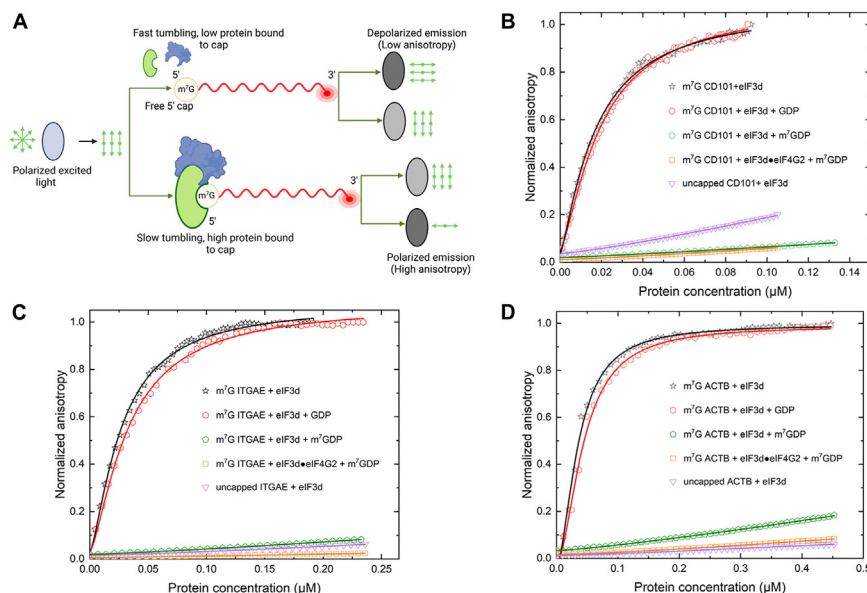 A
Fast tumbling, low protein bound
to cap
5'
m⁷G
Free 5' cap
3'
Depolarized emission
(Low anisotropy)
Polarized excited
light
m⁷G
5'
3'
Slow tumbling, high protein bound
to cap
Polarized emission
(High anisotropy)
B
Normalized anisotropy
1.0
0.8
0.6
0.4
0.2
0.0
m⁷G CD101+eIF3d
m⁷G CD101 + eIF3d + GDP
m⁷G CD101 + eIF3d + m⁷GDP
m⁷G CD101 + eIF3d●eIF4G2 + m⁷GDP
uncapped CD101+ eIF3d
0.00 0.02 0.04 0.06 0.08 0.10 0.12 0.14
Protein concentration (μM)
C
Normalized anisotropy
1.0
0.8
0.6
0.4
0.2
0.0
m⁷G ITGAE + eIF3d
m⁷G ITGAE + eIF3d + GDP
m⁷G ITGAE + eIF3d + m⁷GDP
m⁷G ITGAE + eIF3d●eIF4G2 + m⁷GDP
uncapped ITGAE + eIF3d
0.00 0.05 0.10 0.15 0.20 0.25
Protein concentration (μM)
D
Normalized anisotropy
1.0
0.8
0.6
0.4
0.2
0.0
m⁷G ACTB + eIF3d
m⁷G ACTB + eIF3d + GDP
m⁷G ACTB + eIF3d + m⁷GDP
m⁷G ACTB + eIF3d●eIF4G2 + m⁷GDP
uncapped ACTB + eIF3d
0.0 0.1 0.2 0.3 0.4 0.5
Protein concentration (μM)